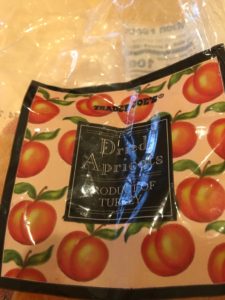 TRADER JOE'S®
Dried
Apricots
PRODUCT OF
TURKEY